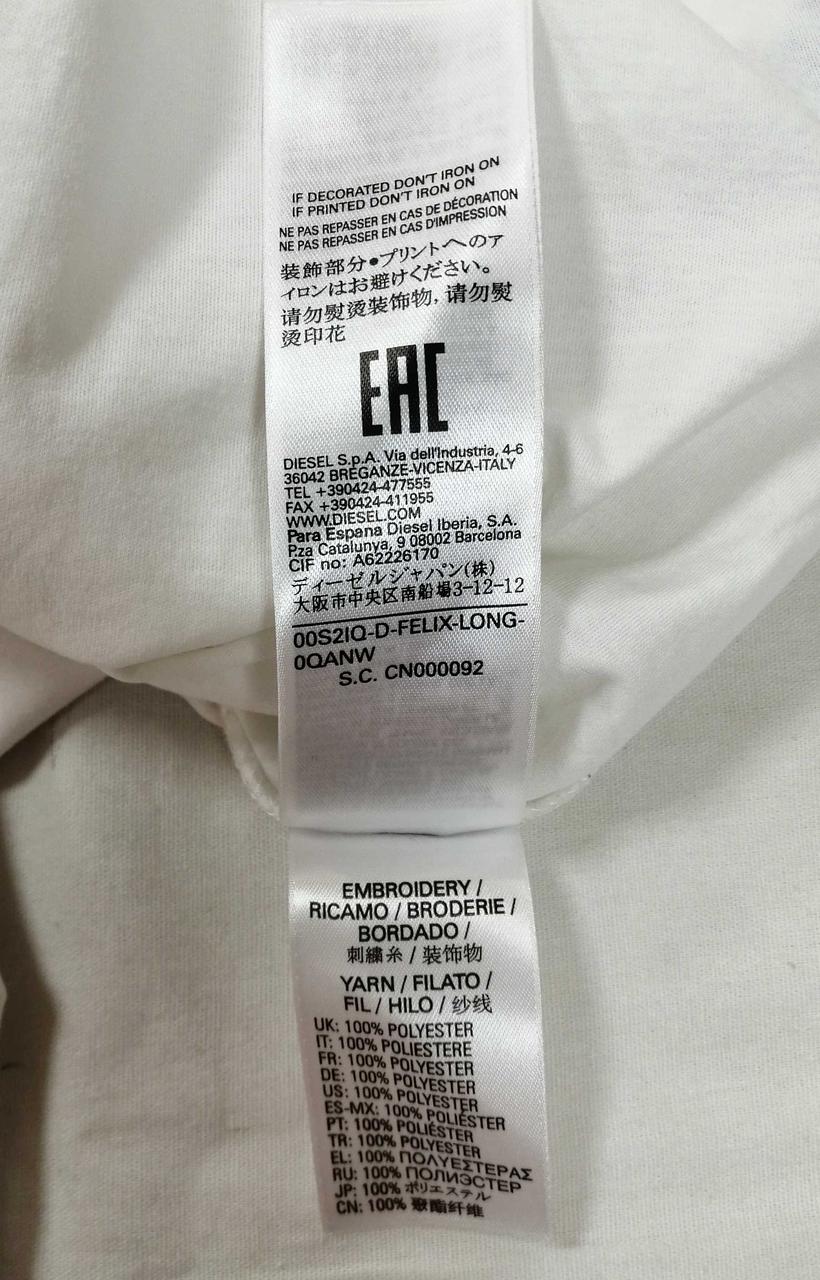 IF DECORATED DON'T IRON ON
IF PRINTED DON'T IRON ON
NE PAS REPASSER EN CAS DE DÉCORATION
NE PAS REPASSER EN CAS D'IMPRESSION
装飾部分●プリントへのア
イロンはお避けください。
请勿熨烫装饰物, 请勿熨
烫印花
EAC
DIESEL S.p.A. Via dell'Industria, 4-6
36042 BREGANZE-VICENZA-ITALY
TEL +390424-477555
FAX +390424-411955
WWW.DIESEL.COM
Para Espana Diesel Iberia, S.A.
P.za Catalunya, 9 08002 Barcelona
CIF no: A62226170
ディーゼルジャパン(株)
大阪市中央区南船場3-12-12
00S2IQ-D-FELIX-LONG-
0QANW
S.C. CN000092
EMBROIDERY /
RICAMO / BRODERIE /
BORDADO /
刺繍糸 / 装饰物
YARN / FILATO /
FIL / HILO / 纱线
UK: 100% POLYESTER
IT: 100% POLIESTERE
FR: 100% POLYESTER
DE: 100% POLYESTER
US: 100% POLYESTER
ES-MX: 100% POLIÉSTER
PT: 100% POLIÉSTER
TR: 100% POLYESTER
EL: 100% ΠΟΛΥΕΣΤΕΡΑΣ
RU: 100% ПОЛИЭСТЕР
JP: 100% ポリエステル
CN: 100% 聚酯纤维